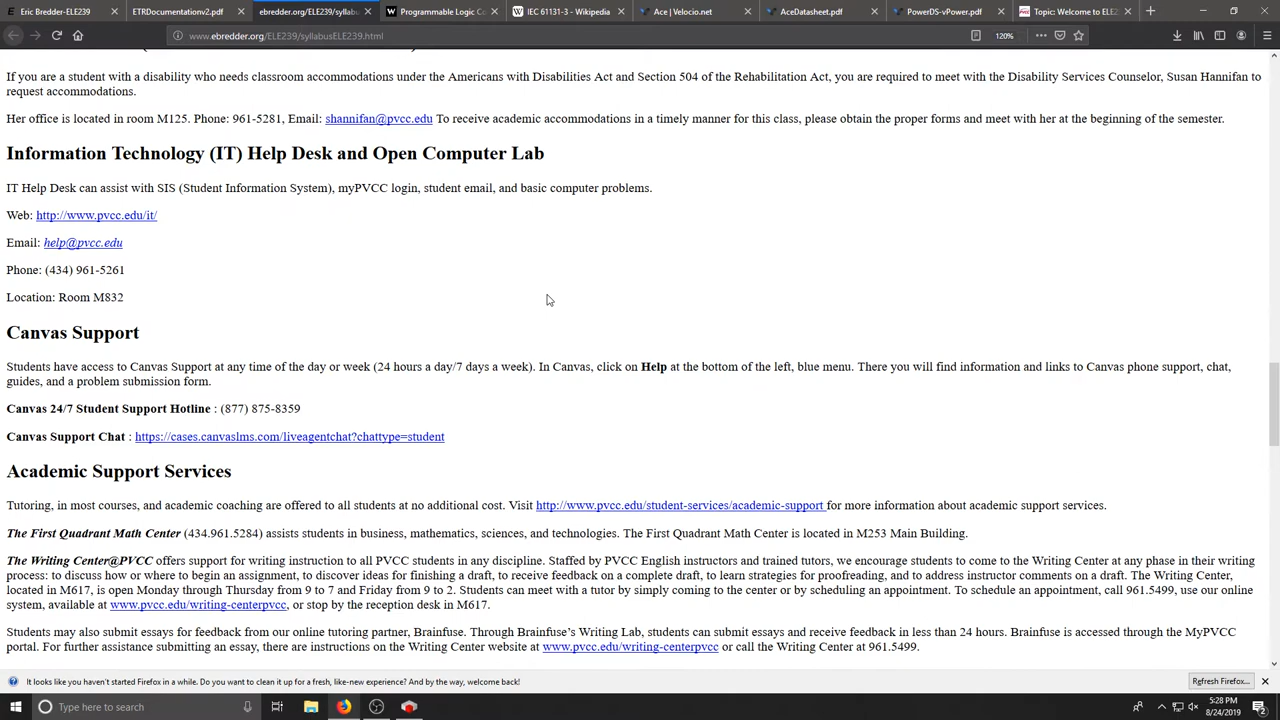 Eric Bredder-ELE239
ETRDocumentationv2.pdf
ebredder.org/ELE239/syllabus
Programmable Logic Co
IEC 61131-3 - Wikipedia
Ace | Velocio.net
AceDatasheet.pdf
PowerDS-vPower.pdf
Topic: Welcome to ELE2
www.ebredder.org/ELE239/syllabusELE239.html
120%
If you are a student with a disability who needs classroom accommodations under the Americans with Disabilities Act and Section 504 of the Rehabilitation Act, you are required to meet with the Disability Services Counselor, Susan Hannifan to
request accommodations.
Her office is located in room M125. Phone: 961-5281, Email: shannifan@pvcc.edu To receive academic accommodations in a timely manner for this class, please obtain the proper forms and meet with her at the beginning of the semester.
Information Technology (IT) Help Desk and Open Computer Lab
IT Help Desk can assist with SIS (Student Information System), myPVCC login, student email, and basic computer problems.
Web: http://www.pvcc.edu/it/
Email: help@pvcc.edu
Phone: (434) 961-5261
Location: Room M832
Canvas Support
Students have access to Canvas Support at any time of the day or week (24 hours a day/7 days a week). In Canvas, click on Help at the bottom of the left, blue menu. There you will find information and links to Canvas phone support, chat,
guides, and a problem submission form.
Canvas 24/7 Student Support Hotline : (877) 875-8359
Canvas Support Chat : https://cases.canvaslms.com/liveagentchat?chattype=student
Academic Support Services
Tutoring, in most courses, and academic coaching are offered to all students at no additional cost. Visit http://www.pvcc.edu/student-services/academic-support for more information about academic support services.
The First Quadrant Math Center (434.961.5284) assists students in business, mathematics, sciences, and technologies. The First Quadrant Math Center is located in M253 Main Building.
The Writing Center@PVCC offers support for writing instruction to all PVCC students in any discipline. Staffed by PVCC English instructors and trained tutors, we encourage students to come to the Writing Center at any phase in their writing
process: to discuss how or where to begin an assignment, to discover ideas for finishing a draft, to receive feedback on a complete draft, to learn strategies for proofreading, and to address instructor comments on a draft. The Writing Center,
located in M617, is open Monday through Thursday from 9 to 7 and Friday from 9 to 2. Students can meet with a tutor by simply coming to the center or by scheduling an appointment. To schedule an appointment, call 961.5499, use our online
system, available at www.pvcc.edu/writing-centerpvcc, or stop by the reception desk in M617.
Students may also submit essays for feedback from our online tutoring partner, Brainfuse. Through Brainfuse's Writing Lab, students can submit essays and receive feedback in less than 24 hours. Brainfuse is accessed through the MyPVCC
portal. For further assistance submitting an essay, there are instructions on the Writing Center website at www.pvcc.edu/writing-centerpvcc or call the Writing Center at 961.5499.
It looks like you haven't started Firefox in a while. Do you want to clean it up for a fresh, like-new experience? And by the way, welcome back!
Refresh Firefox...
Type here to search
5:28 PM
8/24/2019
2